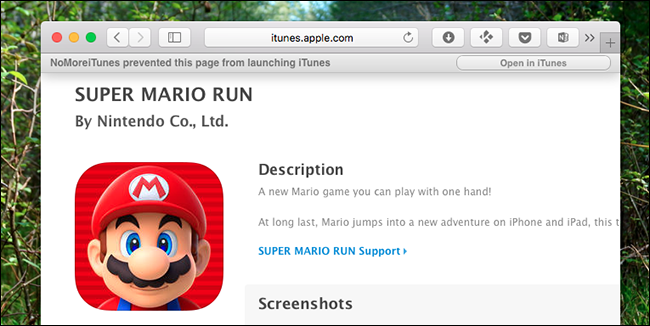 itunes.apple.com
NoMoreiTunes prevented this page from launching iTunes
Open in iTunes
SUPER MARIO RUN
By Nintendo Co., Ltd.
M
Description
A new Mario game you can play with one hand!
At long last, Mario jumps into a new adventure on iPhone and iPad, this t
SUPER MARIO RUN Support
Screenshots